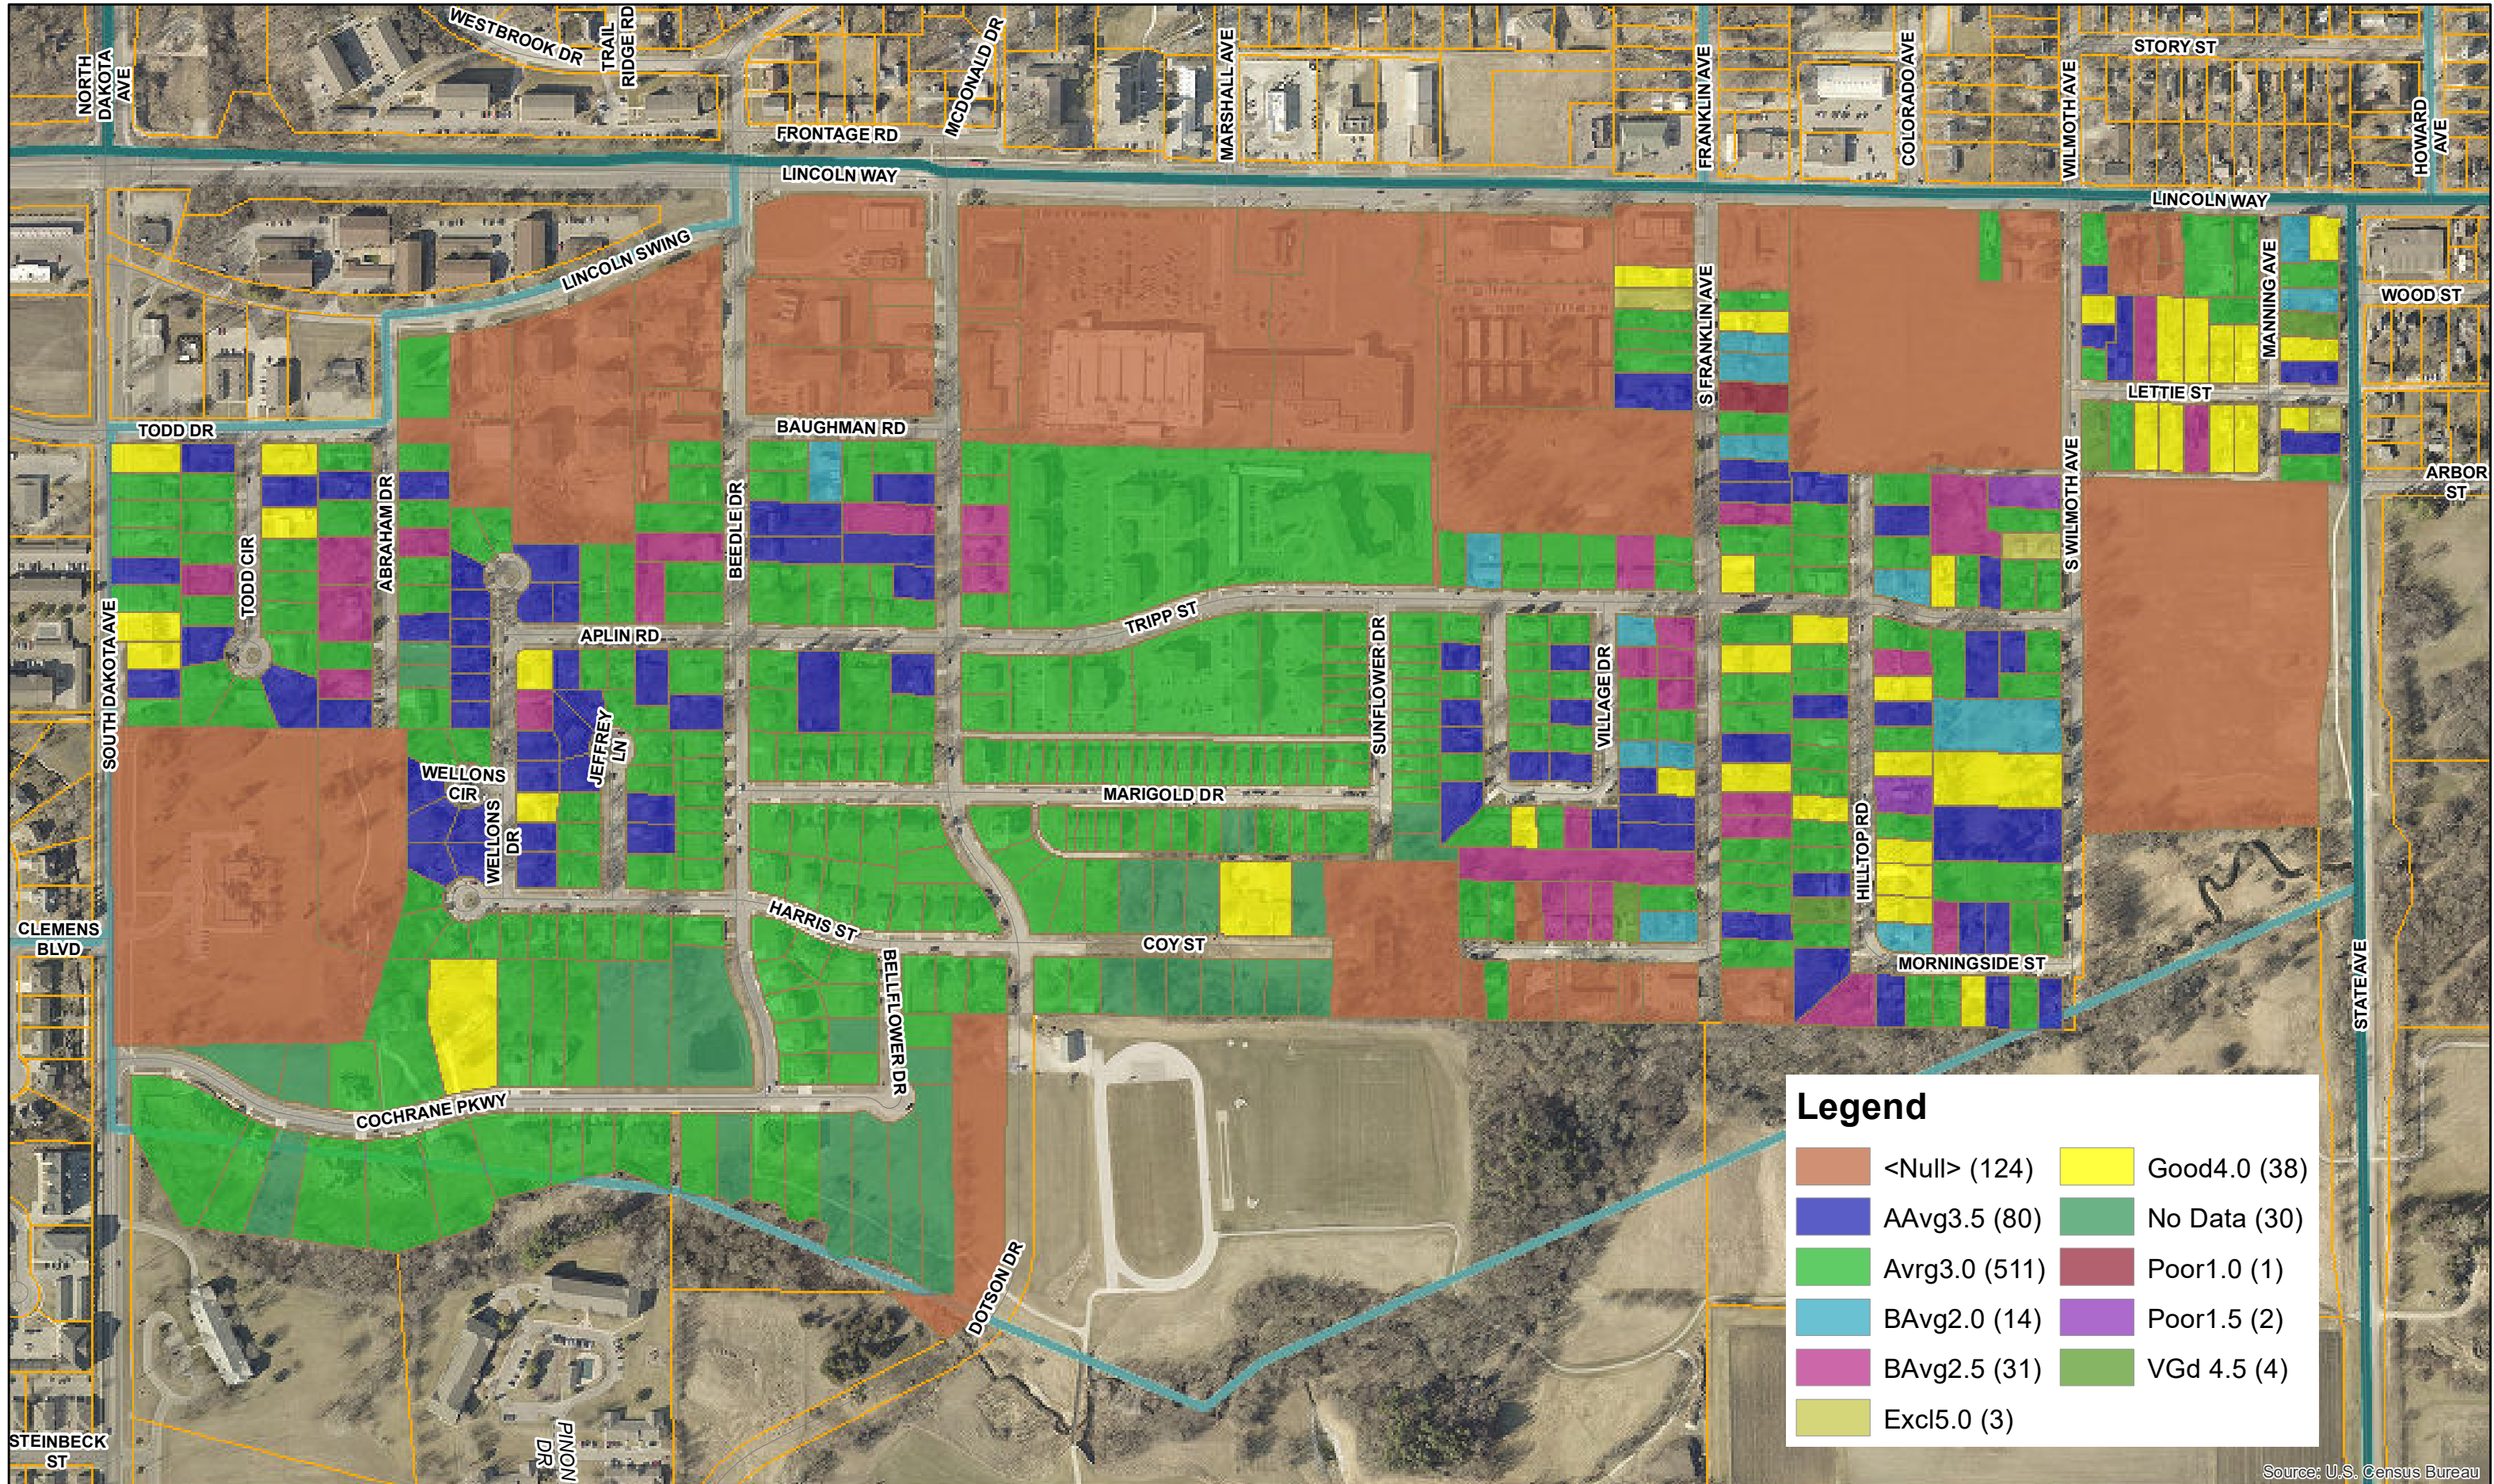 WESTBROOK DR
TRAIL
RIDGE RD
MCDONALD DR
NORTH
DAKOTA
AVE
MARSHALL AVE
FRANKLIN AVE
COLORADO AVE
WILMOTH AVE
STORY ST
HOWARD
AVE
FRONTAGE RD
LINCOLN WAY
LINCOLN WAY
LINCOLN SWING
MANNING AVE
WOOD ST
S FRANKLIN AVE
LETTIE ST
TODD DR
BAUGHMAN RD
ARBOR
ST
ABRAHAM DR
BEEDLE DR
S WILMOTH AVE
TODD CIR
SOUTH DAKOTA AVE
APLIN RD
TRIPP ST
SUNFLOWER DR
VILLAGE DR
JEFFREY
LN
WELLONS
CIR
WELLONS
DR
MARIGOLD DR
HILLTOP RD
HARRIS ST
COY ST
CLEMENS
BLVD
BELLFLOWER DR
MORNINGSIDE ST
STATE AVE
COCHRANE PKWY
DOTSON DR
PINON
DR
STEINBECK
ST
Legend
<Null> (124)
AAvg3.5 (80)
Avrg3.0 (511)
BAvg2.0 (14)
BAvg2.5 (31)
Excl5.0 (3)
Good4.0 (38)
No Data (30)
Poor1.0 (1)
Poor1.5 (2)
VGd 4.5 (4)
Source: U.S. Census Bureau